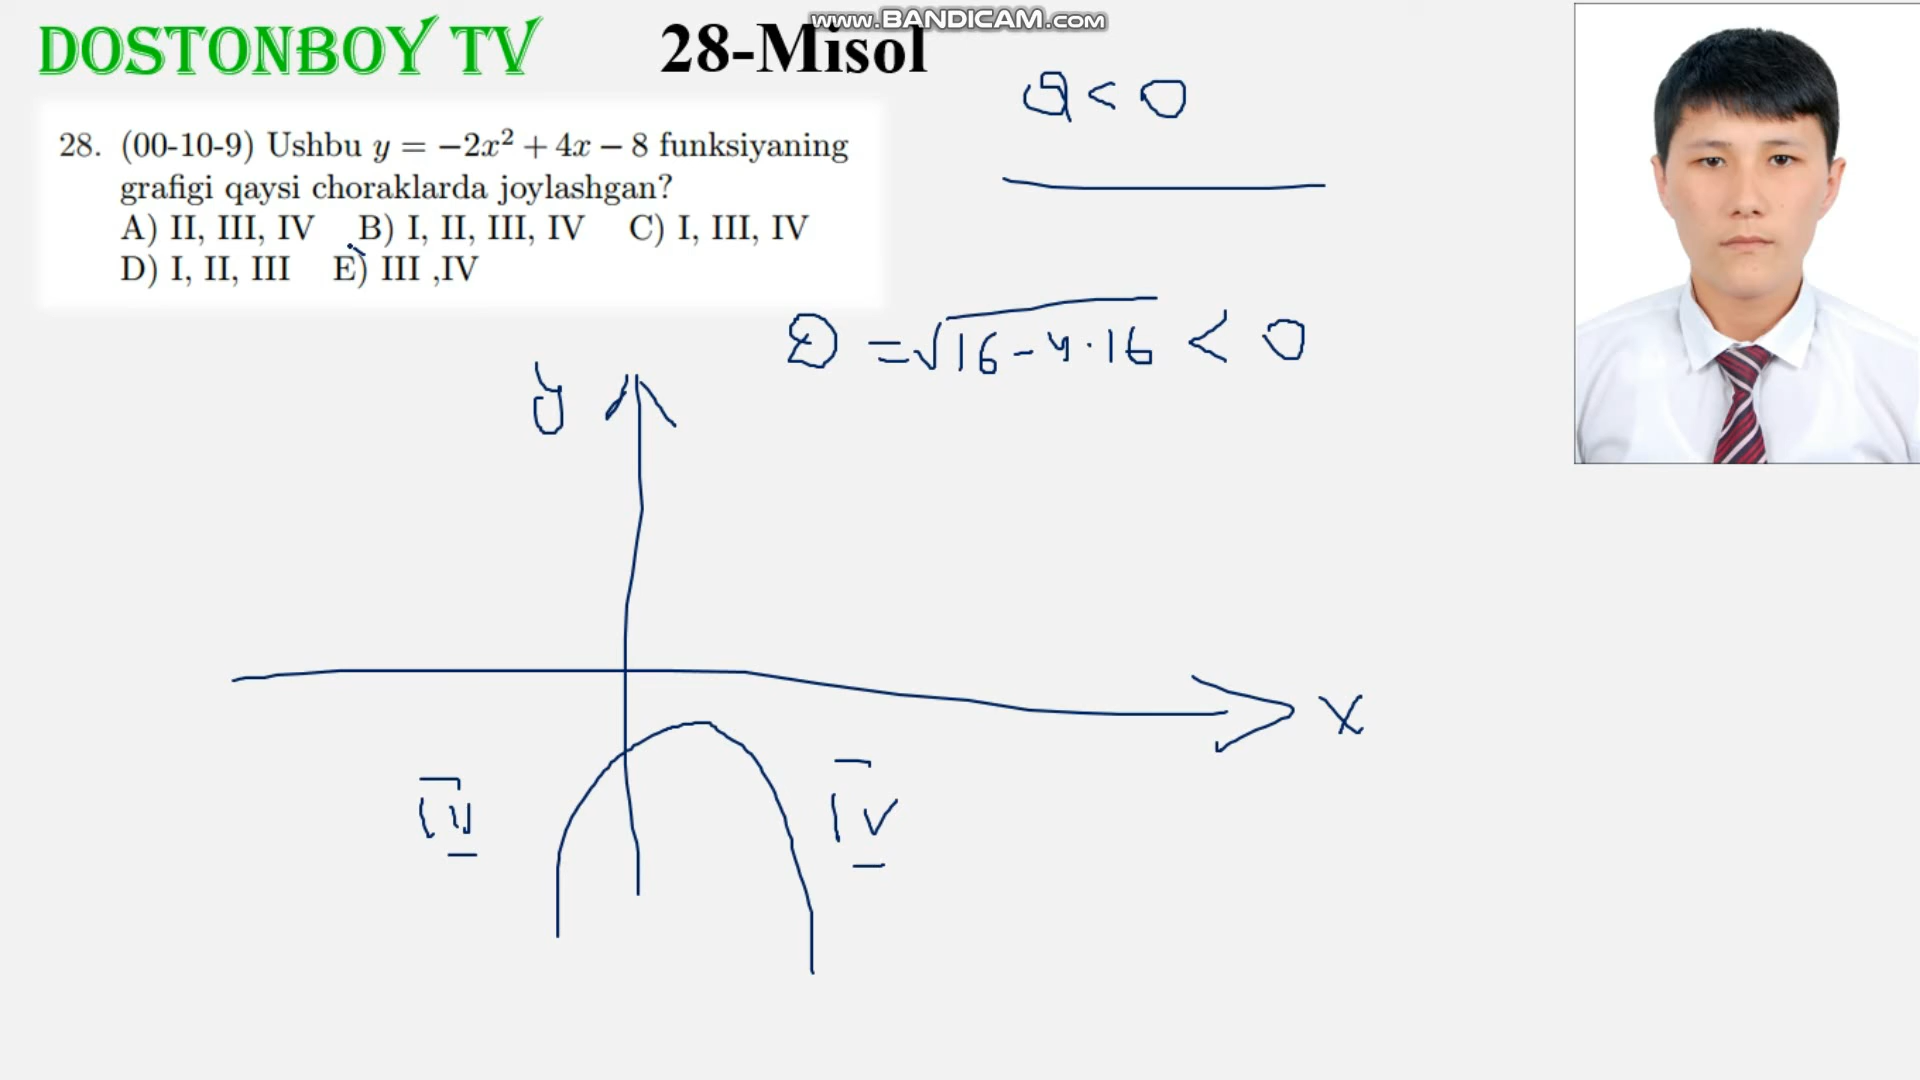 www.BANDICAM.com
DOSTONBOY TV
28-Misol
a < 0
28. (00-10-9) Ushbu y = −2x² + 4x − 8 funksiyaning
grafigi qaysi choraklarda joylashgan?
A) II, III, IV B) I, II, III, IV C) I, III, IV
D) I, II, III E) III ,IV
D = √16 - 4 · 16 < 0
y
x
III
IV